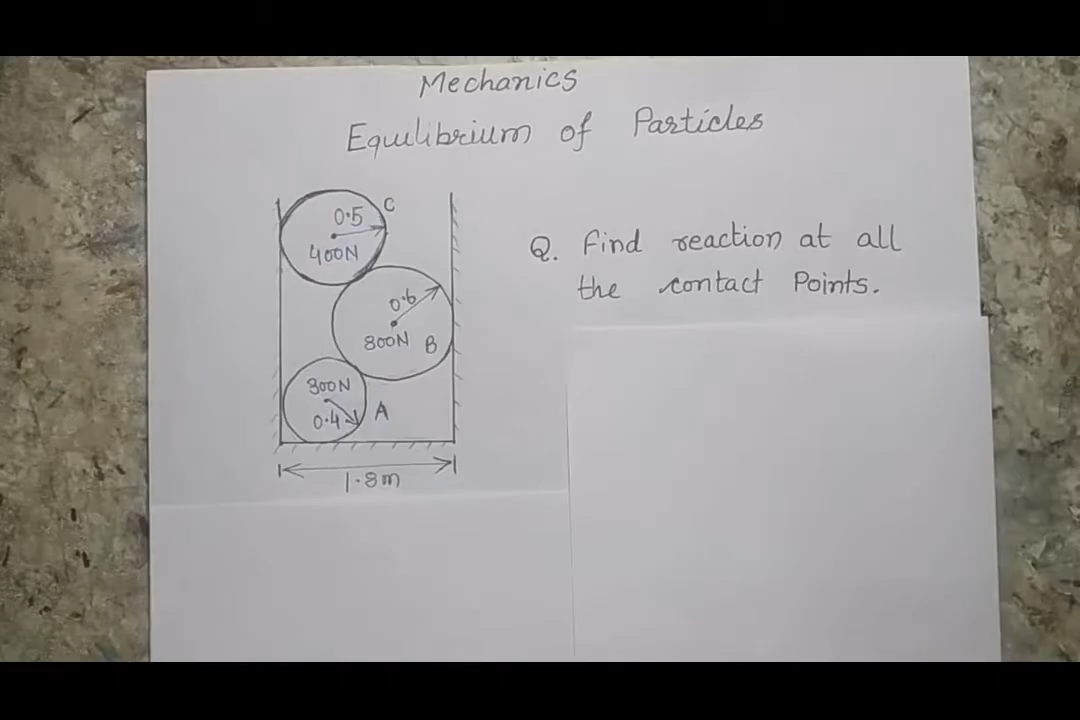 Mechanics
Equilibrium of Particles
0.5
C
400N
Q. Find reaction at all
the contact Points.
0.6
800N B
300N
0.4
A
1.8m